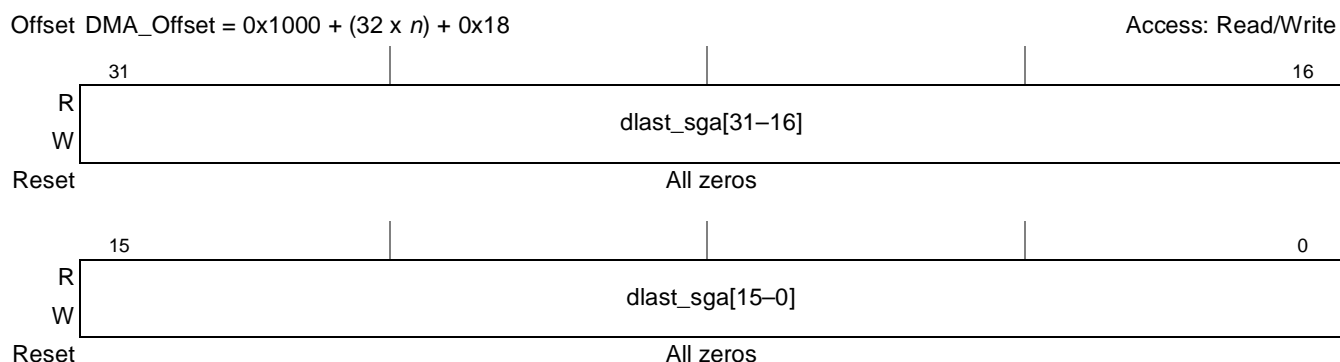 Offset DMA_Offset = 0x1000 + (32 x n) + 0x18 Access: Read/Write
31 16
R
dlast_sga[31–16]
W
Reset All zeros
15 0
R
dlast_sga[15–0]
W
Reset All zeros